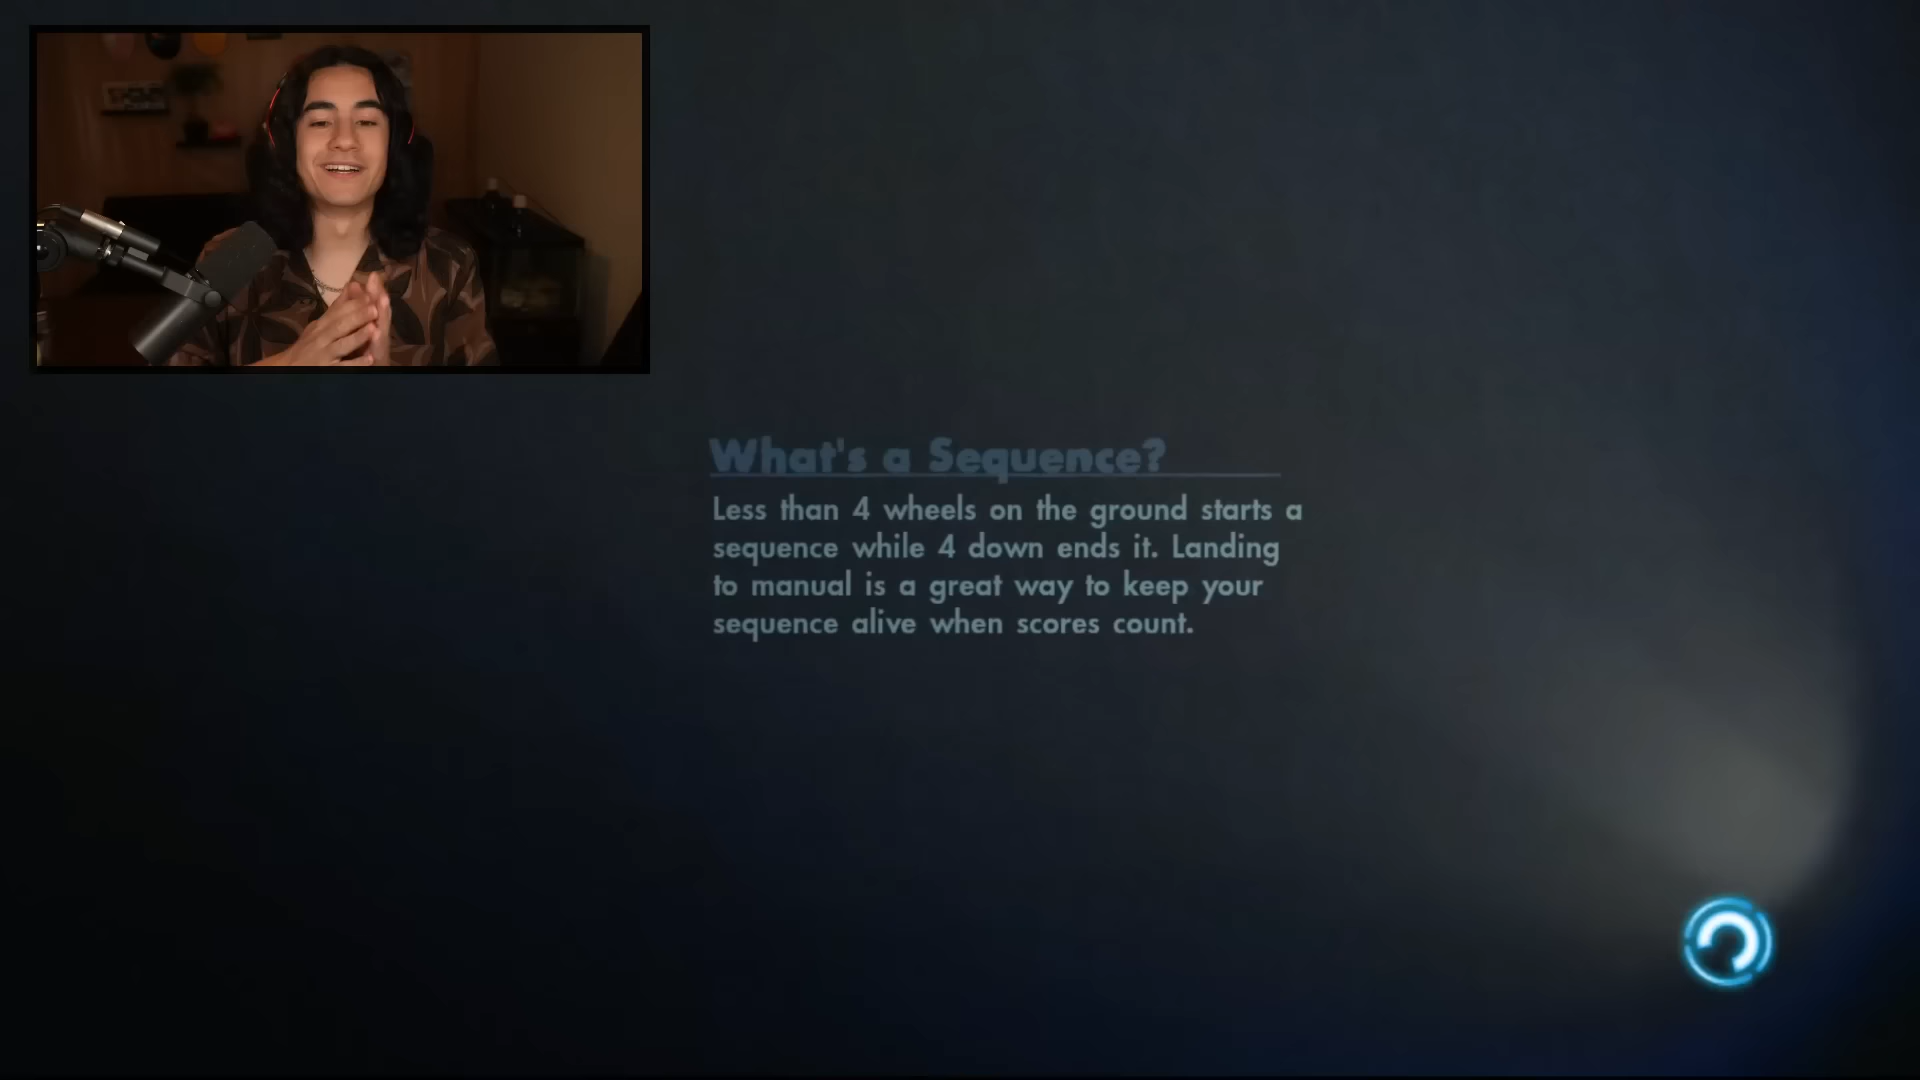 What's a Sequence?
Less than 4 wheels on the ground starts a
sequence while 4 down ends it. Landing
to manual is a great way to keep your
sequence alive when scores count.